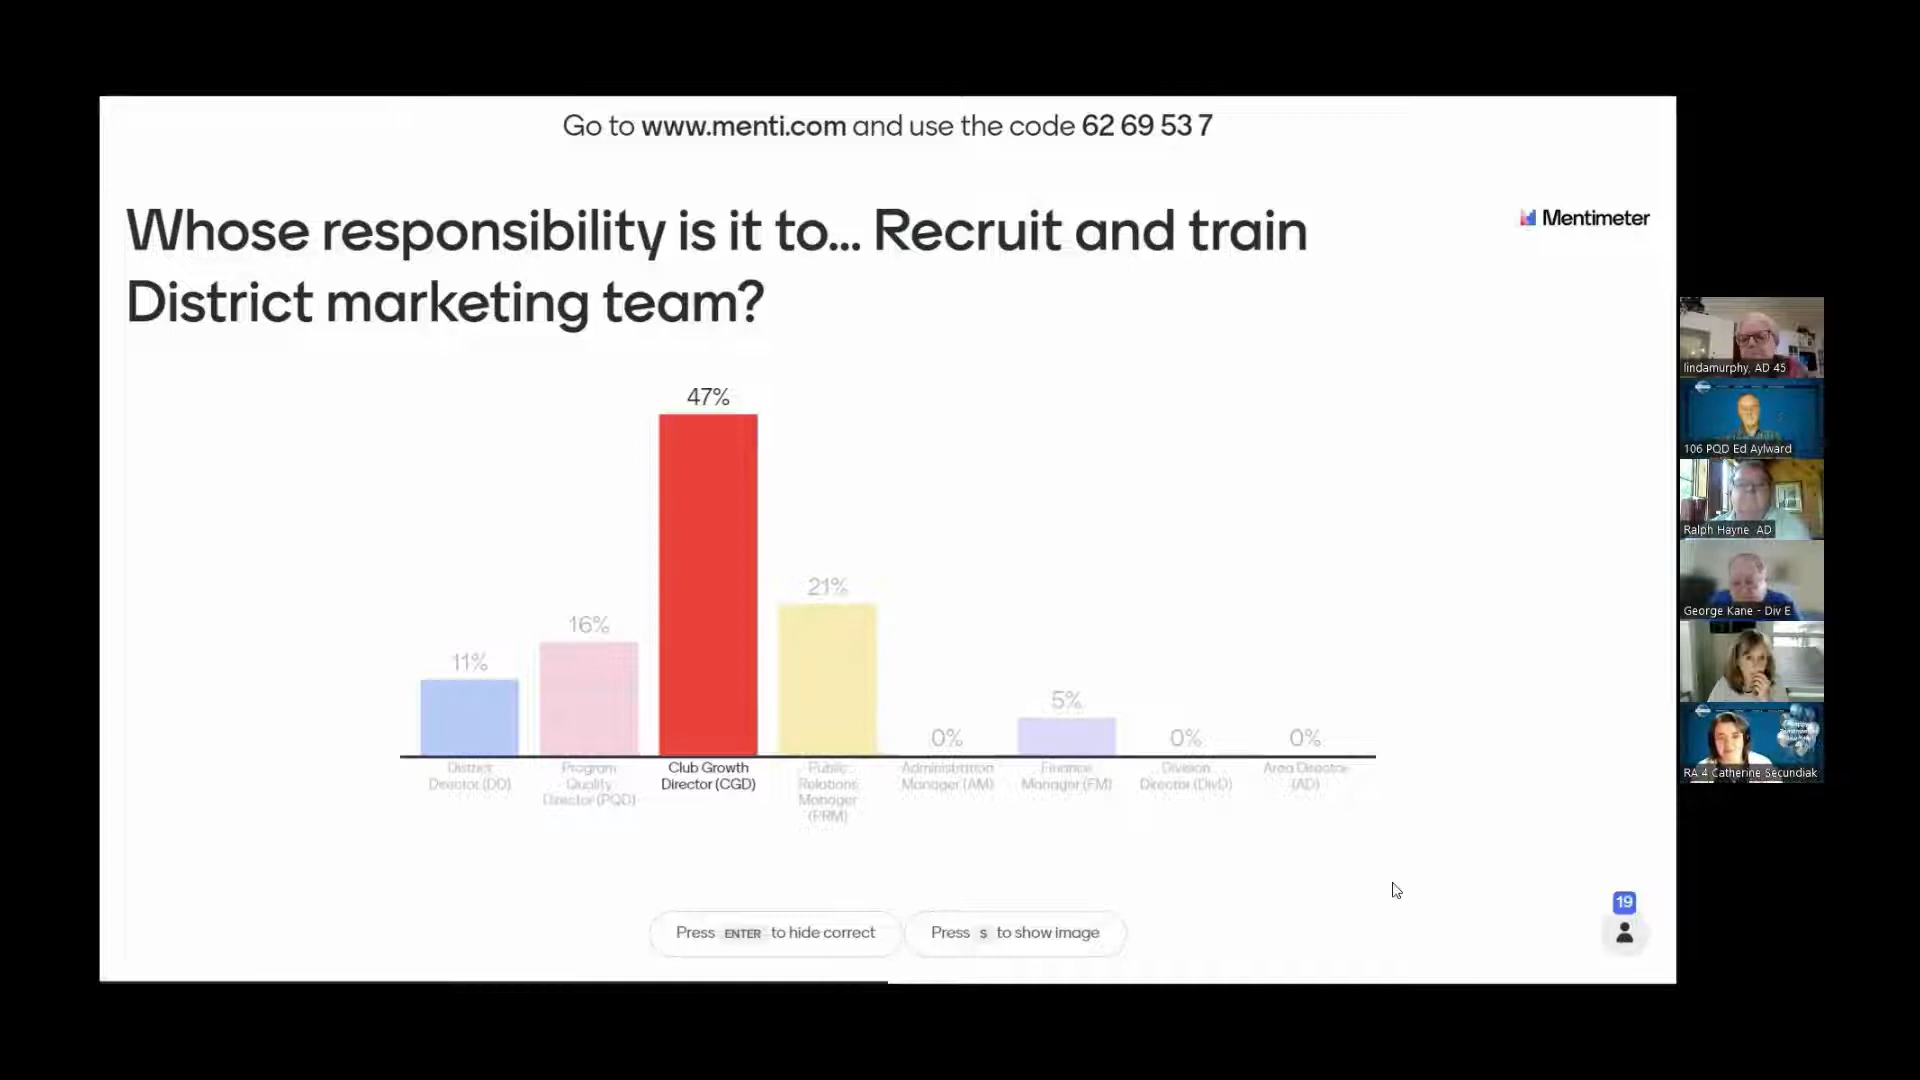 Go to www.menti.com and use the code 62 69 53 7
Whose responsibility is it to... Recruit and train
District marketing team?
Mentimeter
47%
21%
16%
11%
5%
0%
0%
0%
District
Director (DD)
Program
Quality
Director (PQD)
Club Growth
Director (CGD)
Public
Relations
Manager
(PRM)
Administration
Manager (AM)
Finance
Manager (FM)
Division
Director (DivD)
Area Director
(AD)
Press ENTER to hide correct
Press S to show image
19
lindamurphy, AD 45
106 PQD Ed Aylward
Ralph Hayne AD
George Kane - Div E
RA 4 Catherine Secundiak